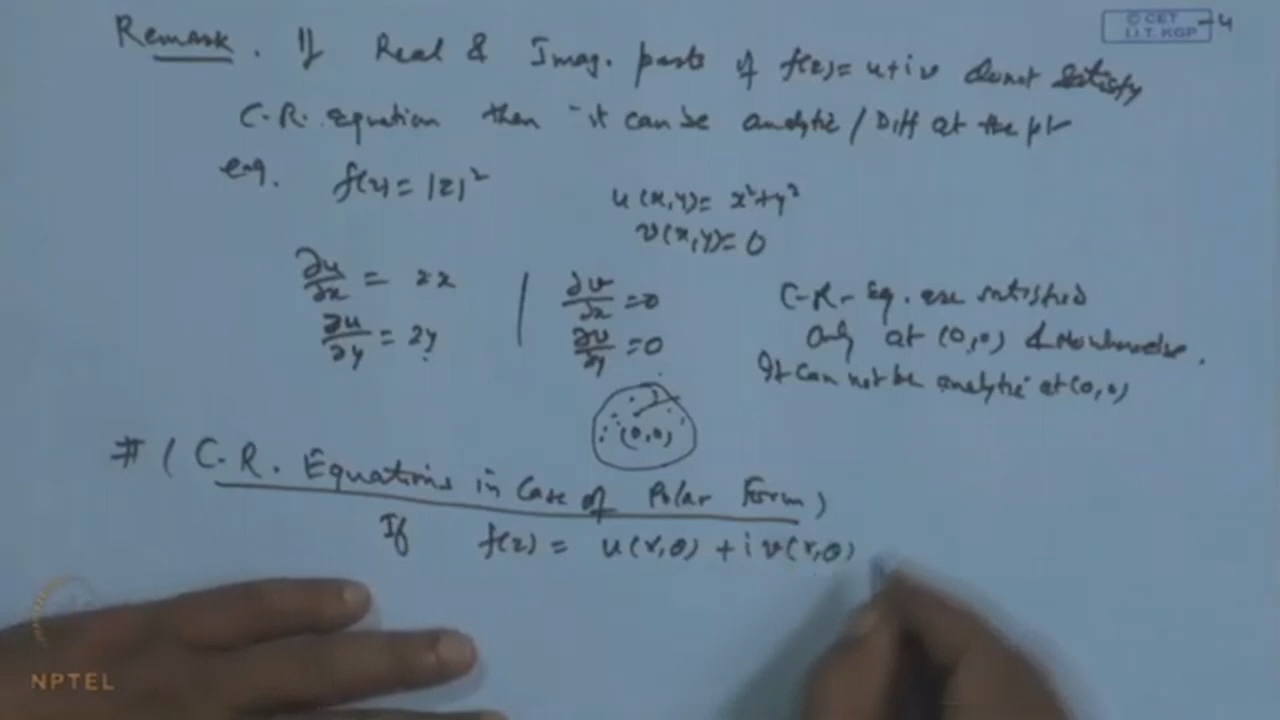 © CET
I.I.T. KGP
Remark. If Real & Imag. parts of f(z)= u+iv donot satisfy
C.R. equation then it can be analytic / Diff at the pt
eg. f(z) = |z|²
u(x,y)= x²+y²
v(x,y)= 0
∂u/∂x = 2x
∂u/∂y = 2y
∂v/∂x =0
∂v/∂y =0
C-R- Eq. are satisfied
only at (0,0) & Nowhereelse.
It can not be analytic at (0,0)
(0,0)
# ( C.R. Equations in Case of Polar Form)
If f(z) = u(r,θ) + i v(r,θ)
NPTEL